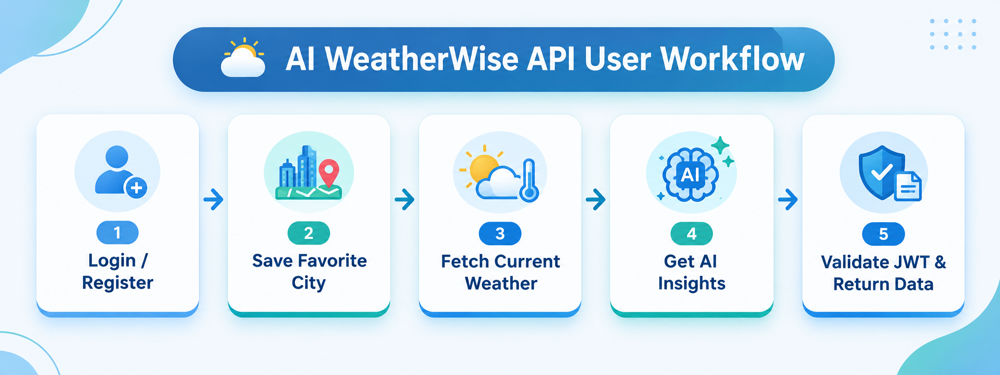 AI WeatherWise API User Workflow
1
Login /
Register
2
Save Favorite
City
3
Fetch Current
Weather
AI
4
Get AI
Insights
5
Validate JWT &
Return Data